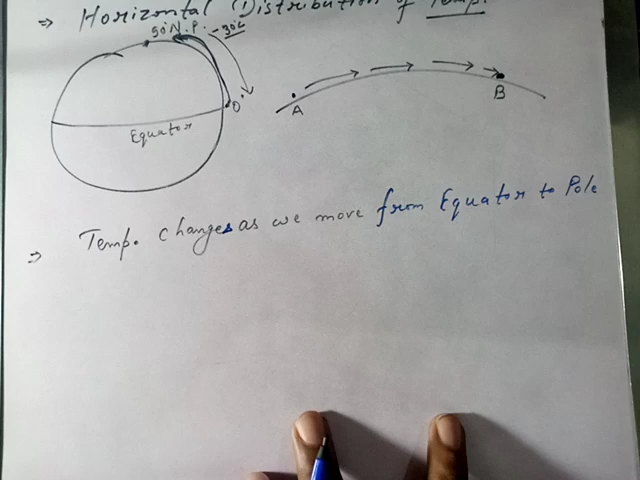 ⇒ Horizontal Distribution of Temp.
90°N.P. -30°C
0°
Equator
A
B
⇒ Temp. changes as we move from Equator to Pole